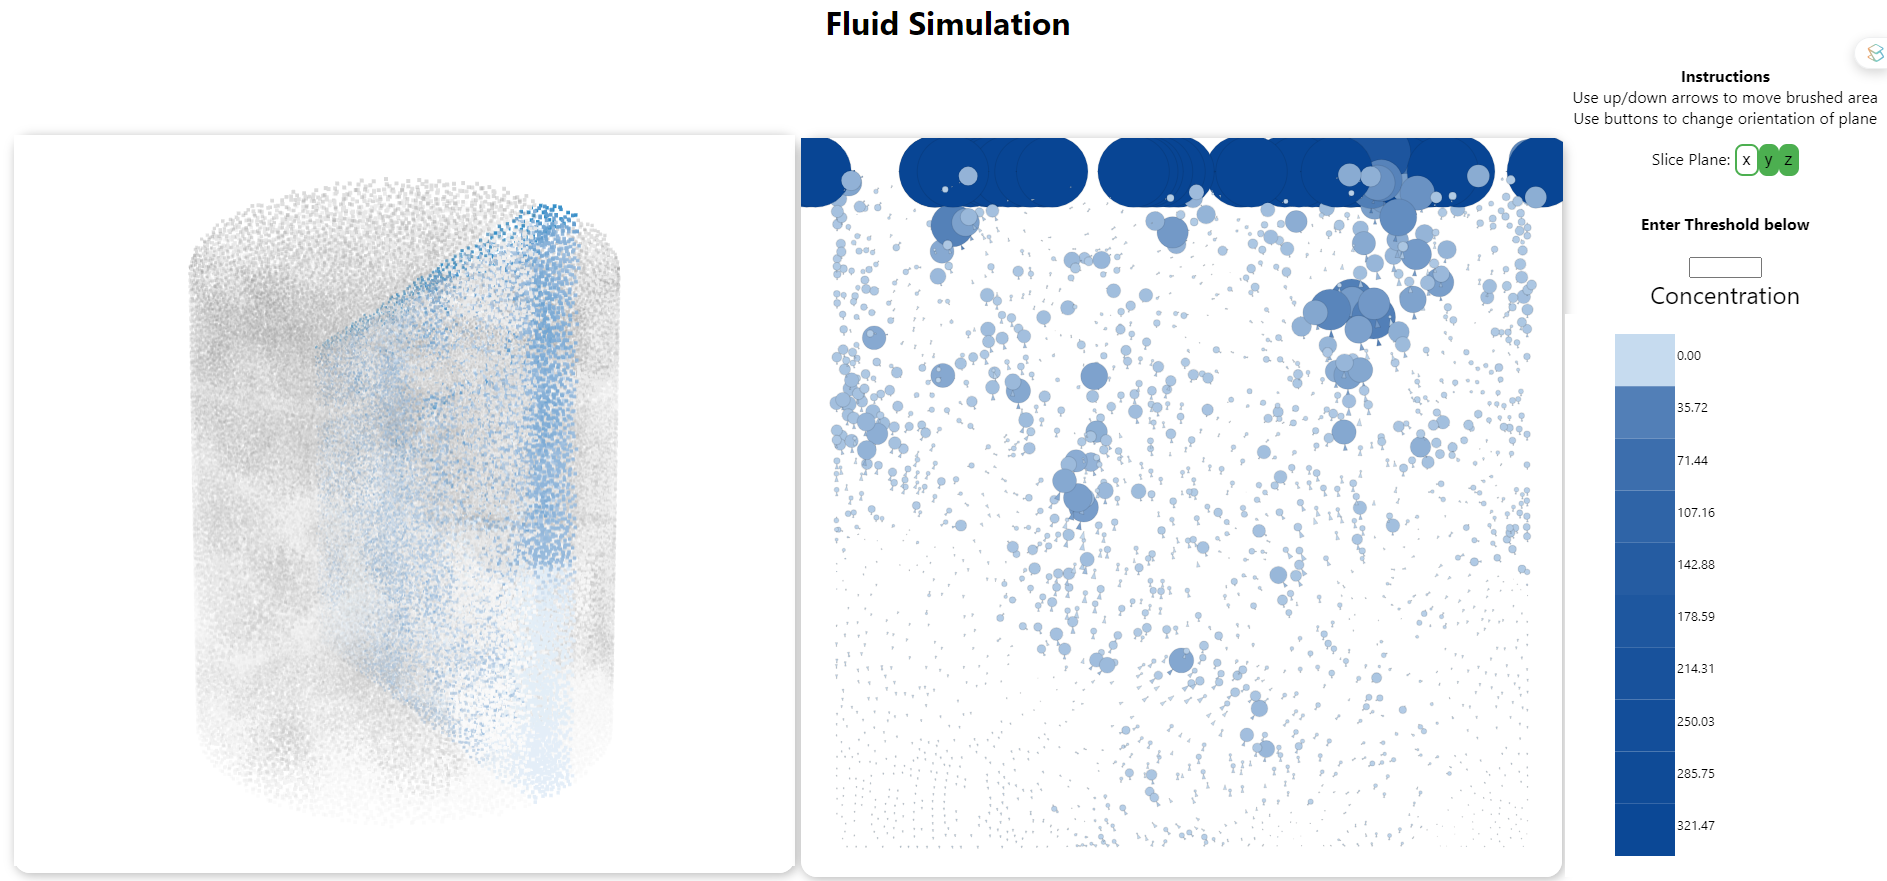 Fluid Simulation
Instructions
Use up/down arrows to move brushed area
Use buttons to change orientation of plane
Slice Plane: x y z
Enter Threshold below
Concentration
0.00
35.72
71.44
107.16
142.88
178.59
214.31
250.03
285.75
321.47